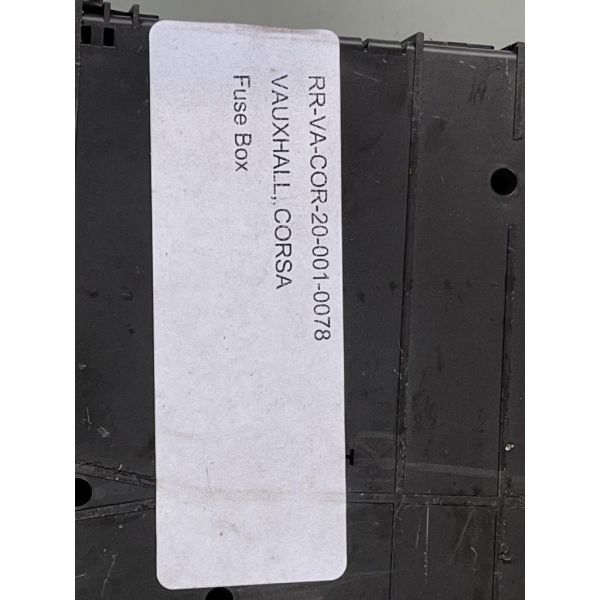 RR-VA-COR-20-001-0078
VAUXHALL, CORSA
Fuse Box